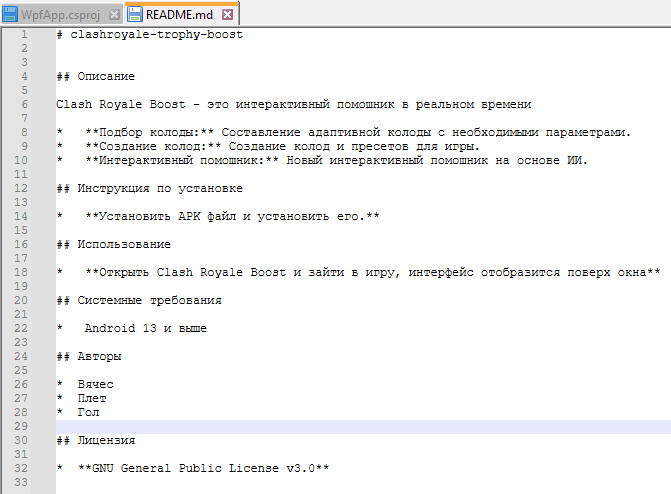 WpfApp.csproj README.md
1 # clashroyale-trophy-boost
2
3
4 ## Описание
5
6 Clash Royale Boost - это интерактивный помошник в реальном времени
7
8 *   **Подбор колоды:** Составление адаптивной колоды с необходимыми параметрами.
9 *   **Создание колод:** Создание колод и пресетов для игры.
10 *   **Интерактивный помошник:** Новый интерактивный помошник на основе ИИ.
11
12 ## Инструкция по установке
13
14 *   **Установить APK файл и установить его.**
15
16 ## Использование
17
18 *   **Открыть Clash Royale Boost и зайти в игру, интерфейс отобразится поверх окна**
19
20 ## Системные требования
21
22 *   Android 13 и выше
23
24 ## Авторы
25
26 *  Вячес
27 *  Плет
28 *  Гол
29
30 ## Лицензия
31
32 *  **GNU General Public License v3.0**
33